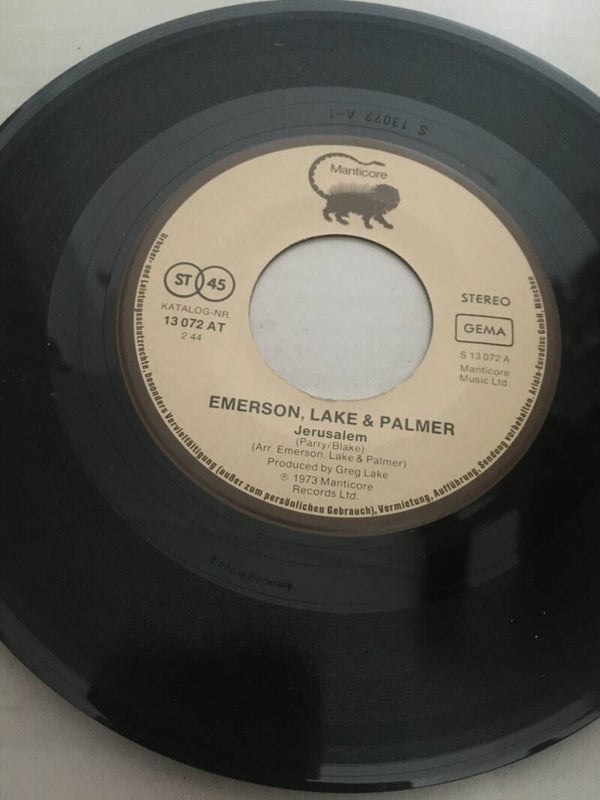 S 13072 A-1
Manticore
ST 45
KATALOG-NR.
13 072 AT
2'44
STEREO
GEMA
S 13 072 A
Manticore
Music Ltd
EMERSON, LAKE & PALMER
Jerusalem
(Parry/Blake)
(Arr. Emerson, Lake & Palmer)
Produced by Greg Lake
℗ 1973 Manticore
Records Ltd.
Urheber- und Leistungsschutzrechte, besonders Vervielfältigung (außer zum persönlichen Gebrauch), Vermietung, Aufführung, Sendung vorbehalten. Ariola-Eurodisc GmbH, München
Made in Germany